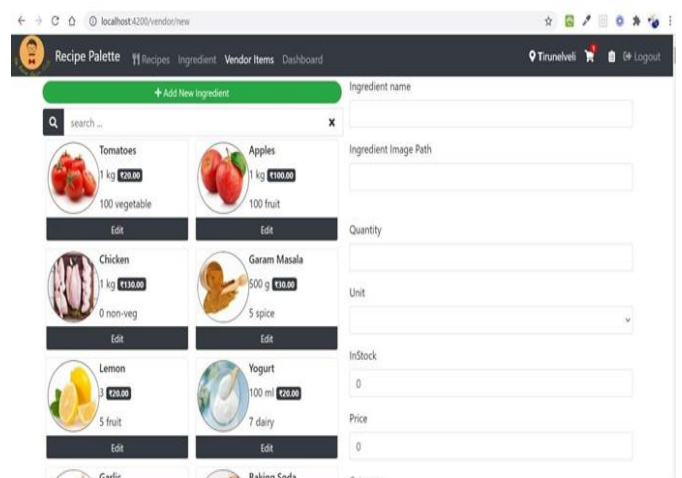 localhost:4200/vendor/new
Recipe Palette Recipes Ingredient Vendor Items Dashboard Tirunelveli Logout
+ Add New Ingredient
search ...
Tomatoes
1 kg ₹20.00
100 vegetable
Edit
Apples
1 kg ₹100.00
100 fruit
Edit
Chicken
1 kg ₹130.00
0 non-veg
Edit
Garam Masala
500 g ₹30.00
5 spice
Edit
Lemon
3 ₹20.00
5 fruit
Edit
Yogurt
100 ml ₹20.00
7 dairy
Edit
Garlic
Baking Soda
Ingredient name
Ingredient Image Path
Quantity
Unit
InStock
0
Price
0